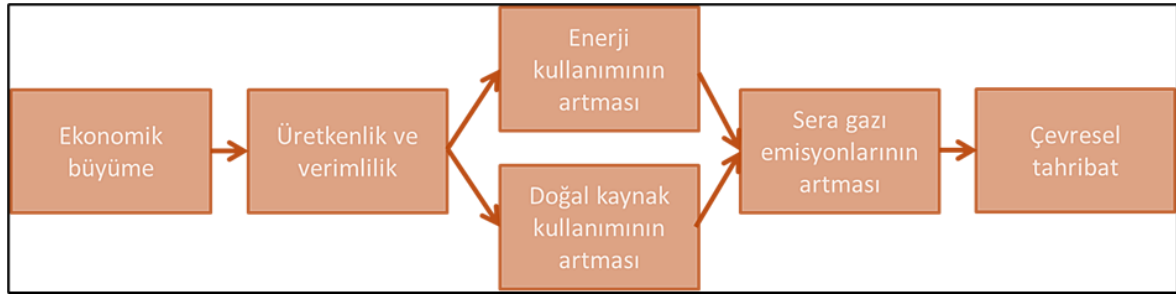 Ekonomik
büyüme
Üretkenlik ve
verimlilik
Enerji
kullanımının
artması
Doğal kaynak
kullanımının
artması
Sera gazı
emisyonlarının
artması
Çevresel
tahribat